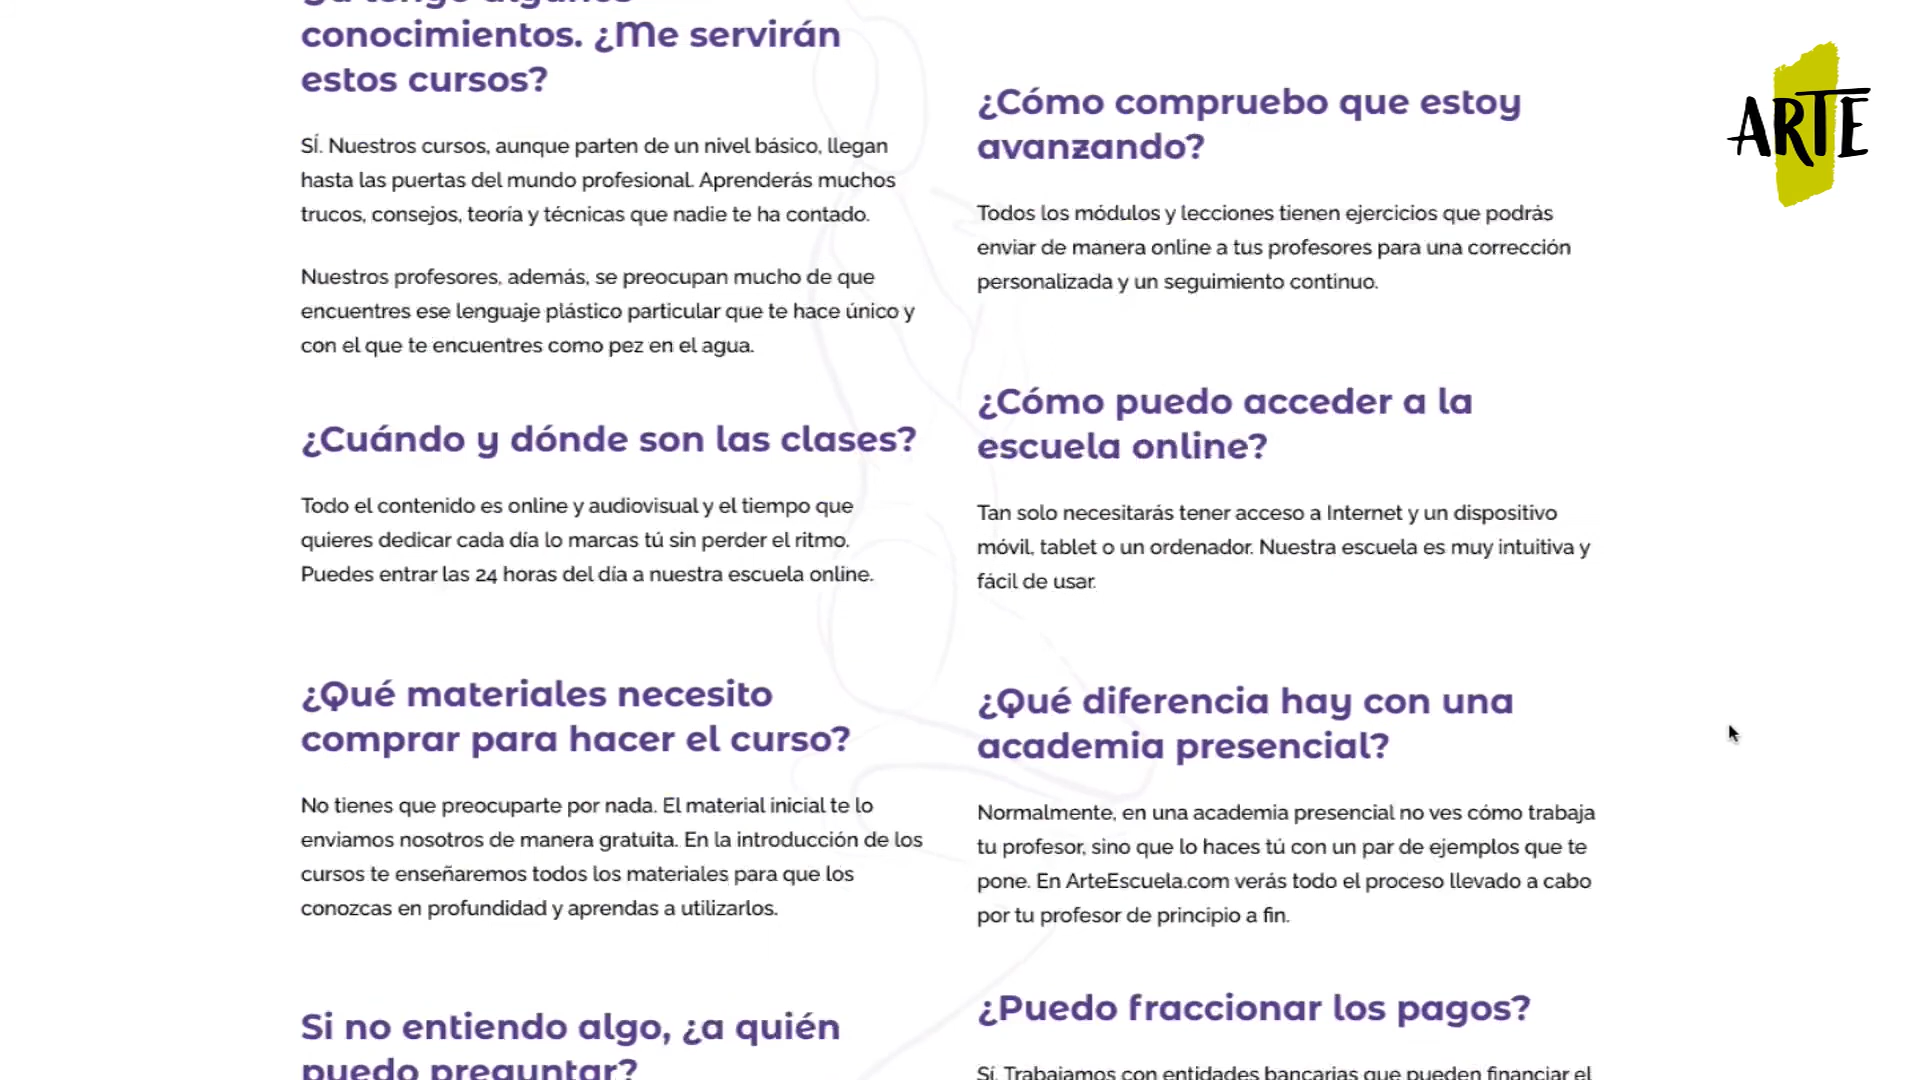 conocimientos. ¿Me servirán
estos cursos?
SÍ. Nuestros cursos, aunque parten de un nivel básico, llegan
hasta las puertas del mundo profesional. Aprenderás muchos
trucos, consejos, teoría y técnicas que nadie te ha contado.
Nuestros profesores, además, se preocupan mucho de que
encuentres ese lenguaje plástico particular que te hace único y
con el que te encuentres como pez en el agua.
¿Cuándo y dónde son las clases?
Todo el contenido es online y audiovisual y el tiempo que
quieres dedicar cada día lo marcas tú sin perder el ritmo.
Puedes entrar las 24 horas del día a nuestra escuela online.
¿Qué materiales necesito
comprar para hacer el curso?
No tienes que preocuparte por nada. El material inicial te lo
enviamos nosotros de manera gratuita. En la introducción de los
cursos te enseñaremos todos los materiales para que los
conozcas en profundidad y aprendas a utilizarlos.
Si no entiendo algo, ¿a quién
puedo preguntar?
¿Cómo compruebo que estoy
avanzando?
Todos los módulos y lecciones tienen ejercicios que podrás
enviar de manera online a tus profesores para una corrección
personalizada y un seguimiento continuo.
¿Cómo puedo acceder a la
escuela online?
Tan solo necesitarás tener acceso a Internet y un dispositivo
móvil, tablet o un ordenador. Nuestra escuela es muy intuitiva y
fácil de usar.
¿Qué diferencia hay con una
academia presencial?
Normalmente, en una academia presencial no ves cómo trabaja
tu profesor, sino que lo haces tú con un par de ejemplos que te
pone. En ArteEscuela.com verás todo el proceso llevado a cabo
por tu profesor de principio a fin.
¿Puedo fraccionar los pagos?
Sí. Trabajamos con entidades bancarias que pueden financiar el
ARTE